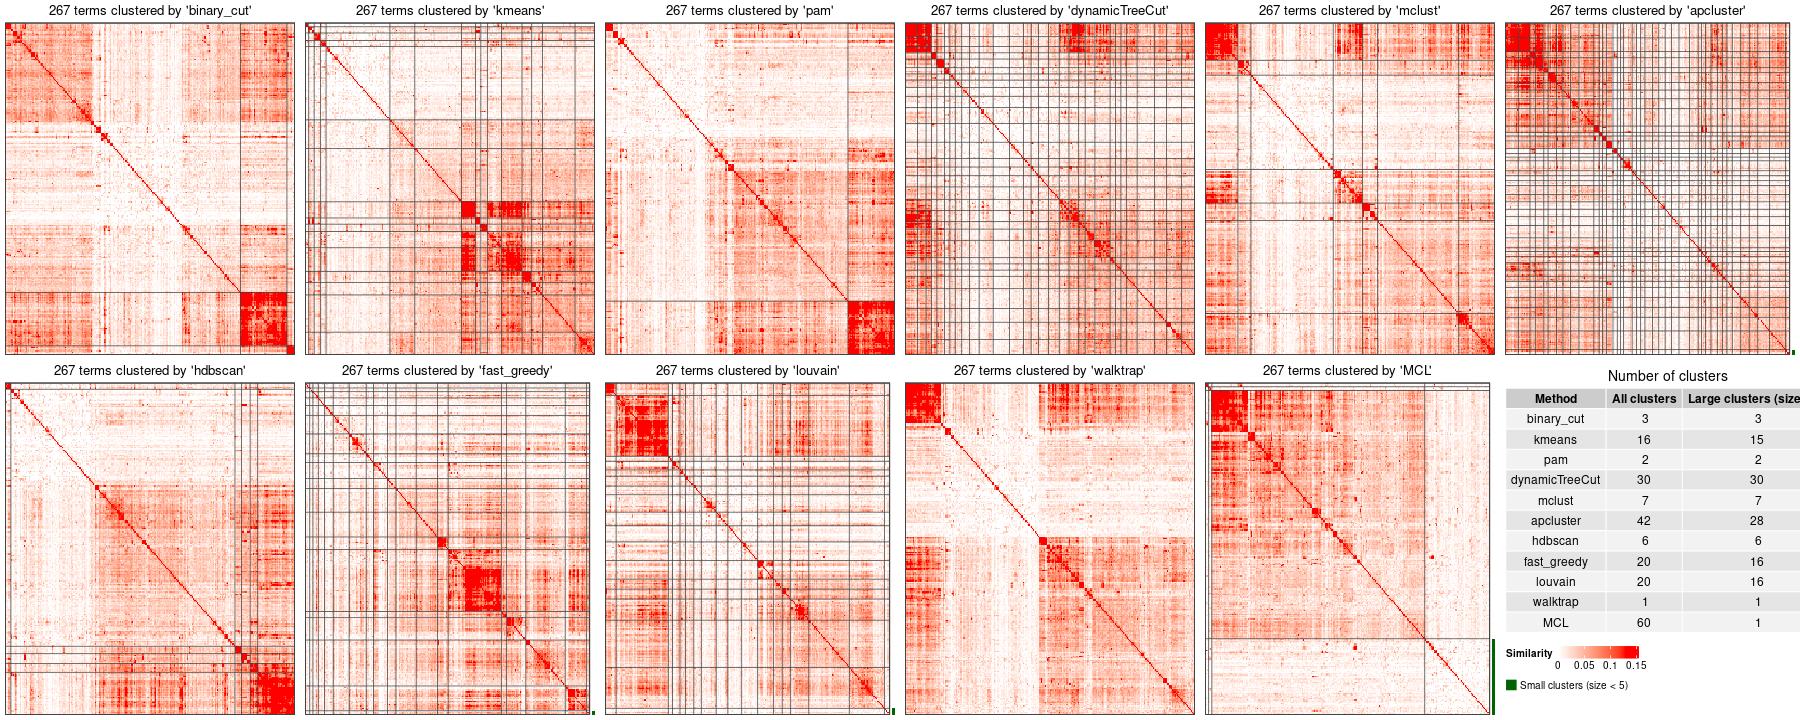 267 terms clustered by 'binary_cut'
267 terms clustered by 'kmeans'
267 terms clustered by 'pam'
267 terms clustered by 'dynamicTreeCut'
267 terms clustered by 'mclust'
267 terms clustered by 'apcluster'
267 terms clustered by 'hdbscan'
267 terms clustered by 'fast_greedy'
267 terms clustered by 'louvain'
267 terms clustered by 'walktrap'
267 terms clustered by 'MCL'
Number of clusters
Method All clusters Large clusters (size
binary_cut 3 3
kmeans 16 15
pam 2 2
dynamicTreeCut 30 30
mclust 7 7
apcluster 42 28
hdbscan 6 6
fast_greedy 20 16
louvain 20 16
walktrap 1 1
MCL 60 1
Similarity
0 0.05 0.1 0.15
Small clusters (size < 5)